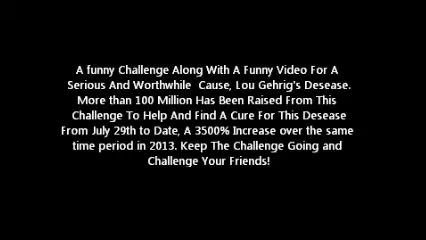 A funny Challenge Along With A Funny Video For A
Serious And Worthwhile  Cause, Lou Gehrig's Desease.
More than 100 Million Has Been Raised From This
Challenge To Help And Find A Cure For This Desease
From July 29th to Date, A 3500% Increase over the same
time period in 2013. Keep The Challenge Going and
Challenge Your Friends!